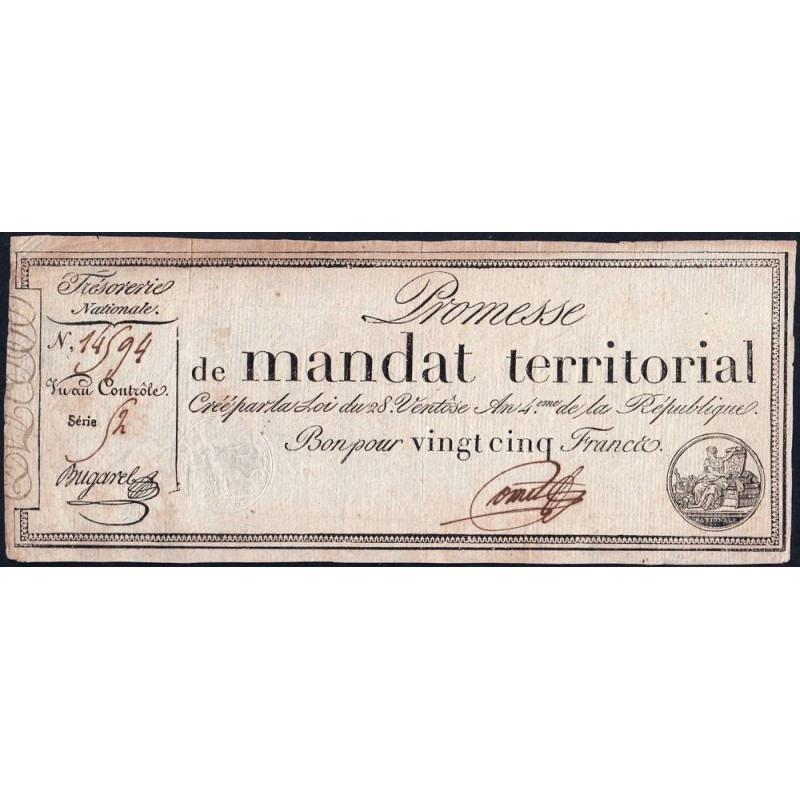 Trésorerie
Nationale.
N. 14594
Vu au Contrôle.
Série 52
Bugarel
Promesse
de mandat territorial
Créé par la Loi du 28. Ventôse An 4.eme de la République.
Bon pour vingt cinq Francs.
NATIONALE